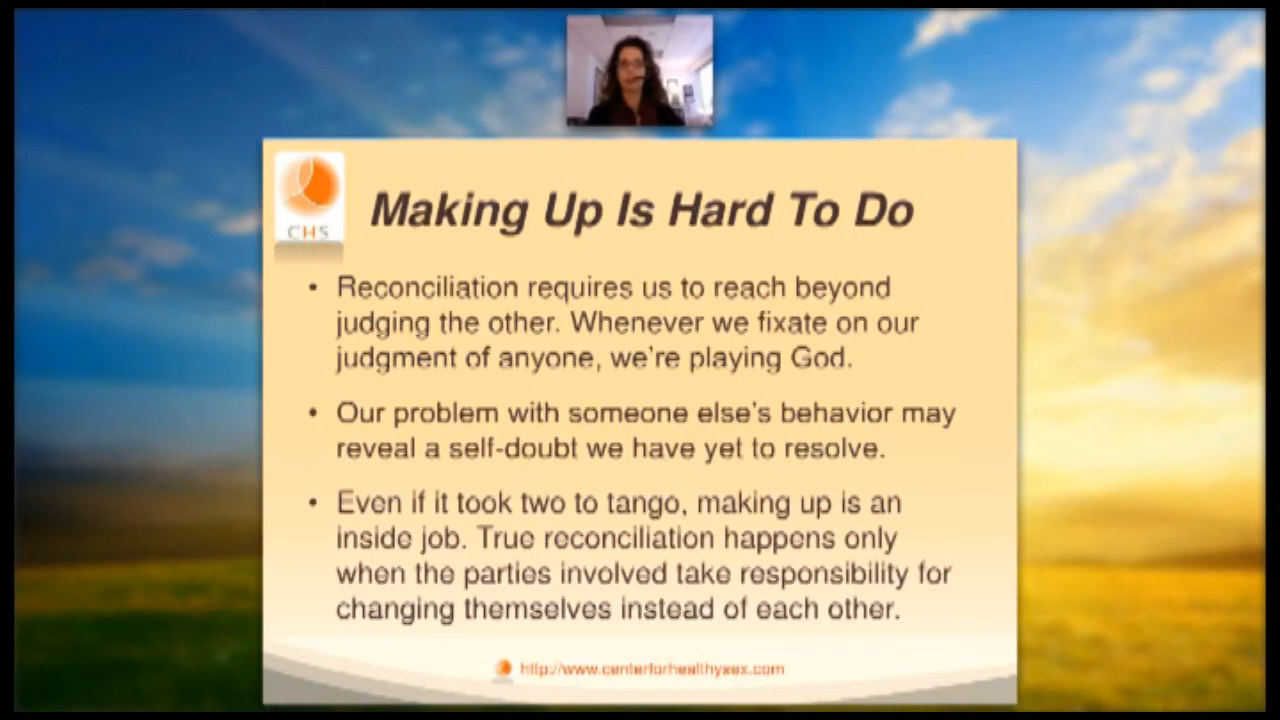 CHS
Making Up Is Hard To Do
• Reconciliation requires us to reach beyond
judging the other. Whenever we fixate on our
judgment of anyone, we're playing God.
• Our problem with someone else's behavior may
reveal a self-doubt we have yet to resolve.
• Even if it took two to tango, making up is an
inside job. True reconciliation happens only
when the parties involved take responsibility for
changing themselves instead of each other.
http://www.centerforhealthysex.com